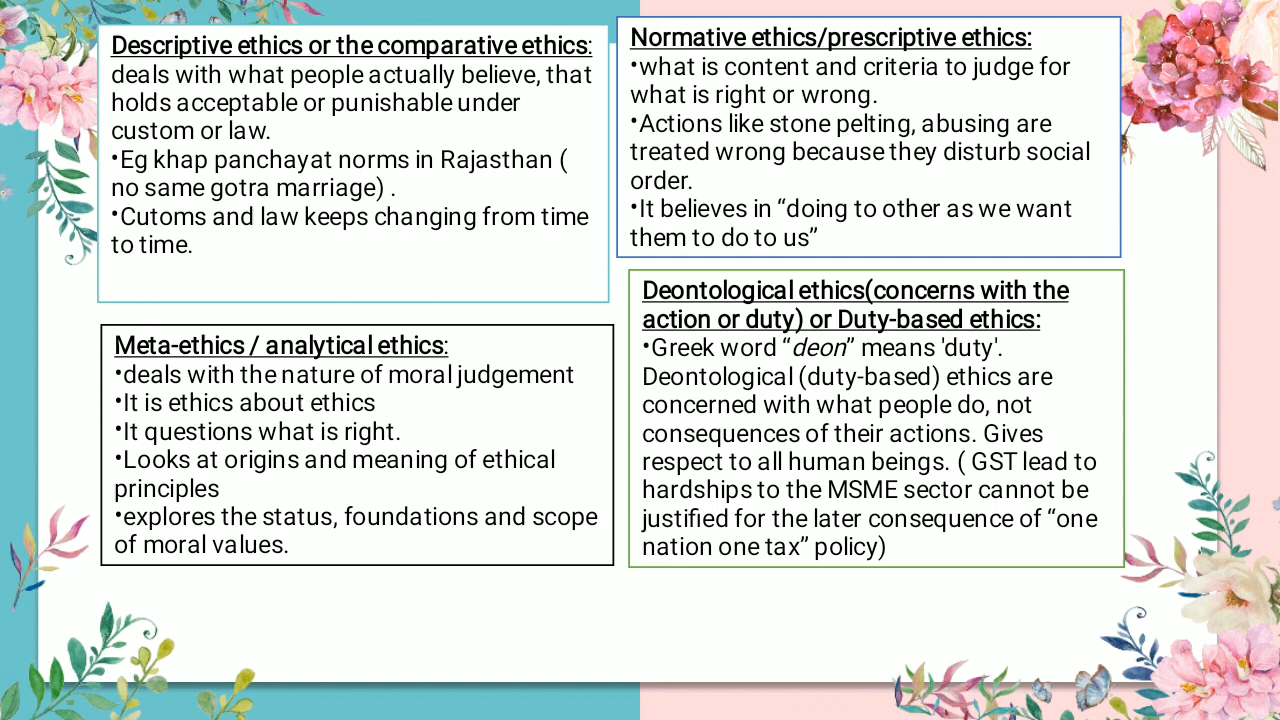 Descriptive ethics or the comparative ethics:
deals with what people actually believe, that
holds acceptable or punishable under
custom or law.
•Eg khap panchayat norms in Rajasthan (
no same gotra marriage) .
•Cutoms and law keeps changing from time
to time.
Meta-ethics / analytical ethics:
•deals with the nature of moral judgement
•It is ethics about ethics
•It questions what is right.
•Looks at origins and meaning of ethical
principles
•explores the status, foundations and scope
of moral values.
Normative ethics/prescriptive ethics:
•what is content and criteria to judge for
what is right or wrong.
•Actions like stone pelting, abusing are
treated wrong because they disturb social
order.
•It believes in “doing to other as we want
them to do to us”
Deontological ethics(concerns with the
action or duty) or Duty-based ethics:
•Greek word “deon” means 'duty'.
Deontological (duty-based) ethics are
concerned with what people do, not
consequences of their actions. Gives
respect to all human beings. ( GST lead to
hardships to the MSME sector cannot be
justified for the later consequence of “one
nation one tax” policy)